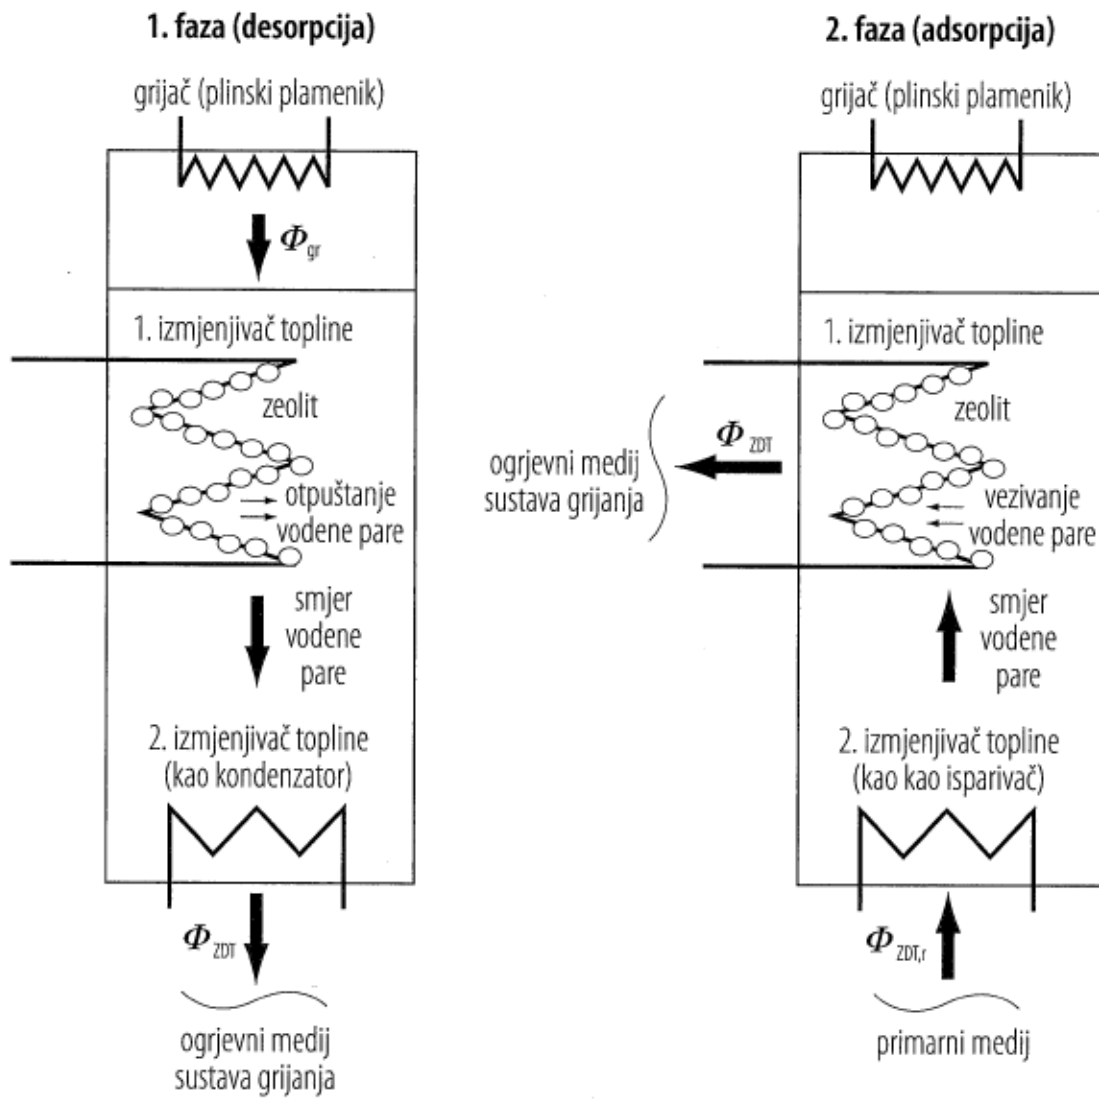 1. faza (desorpcija)
grijač (plinski plamenik)
Φgr
1. izmjenjivač topline
zeolit
otpuštanje
vodene pare
smjer
vodene
pare
2. izmjenjivač topline
(kao kondenzator)
ΦZDT
ogrjevni medij
sustava grijanja
2. faza (adsorpcija)
grijač (plinski plamenik)
1. izmjenjivač topline
zeolit
ΦZDT
ogrjevni medij
sustava grijanja
vezivanje
vodene pare
smjer
vodene
pare
2. izmjenjivač topline
(kao kao isparivač)
ΦZDT,r
primarni medij